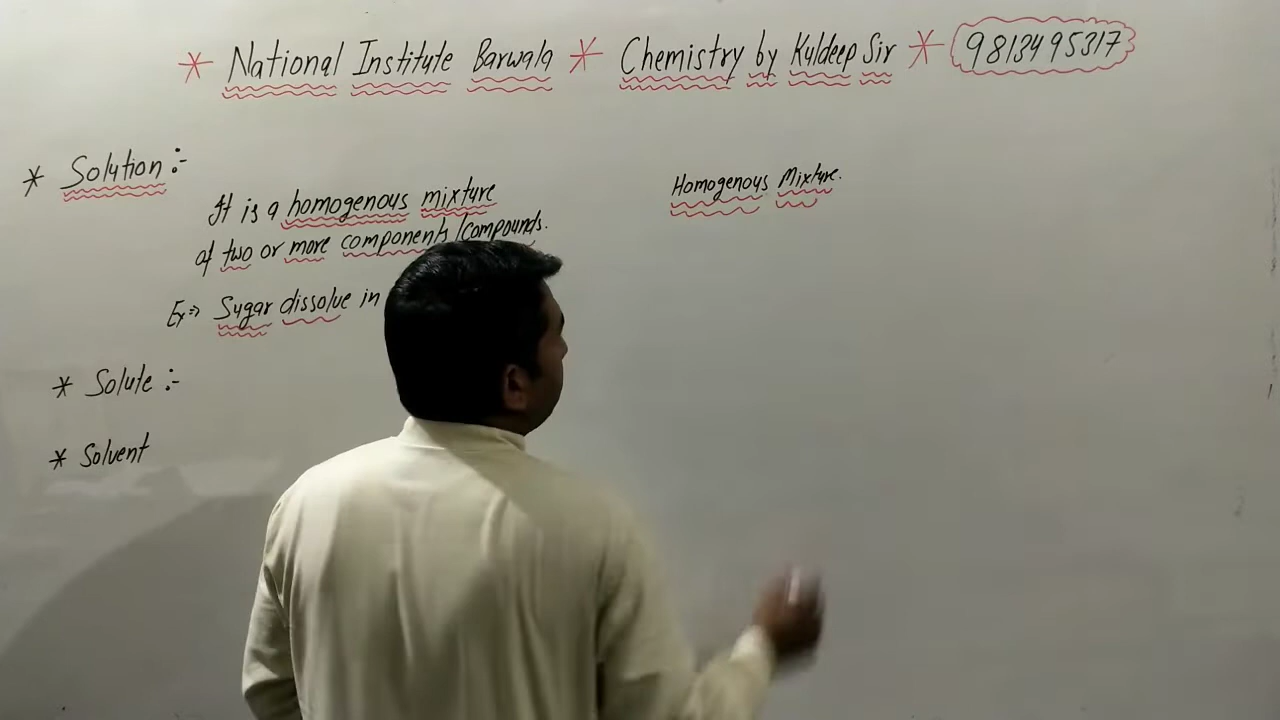 * National Institute Barwala * Chemistry by Kuldeep Sir * 9813495317
* Solution :-
It is a homogenous mixture
of two or more components/compounds.
Ex => Sugar dissolve in
* Solute :-
* Solvent
Homogenous Mixture.